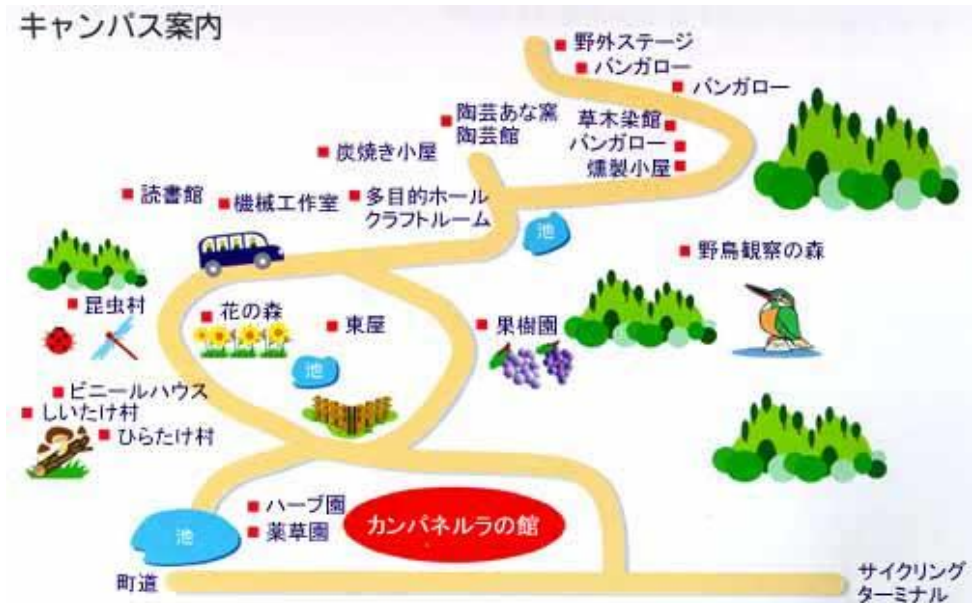 キャンパス案内
野外ステージ
バンガロー
バンガロー
陶芸あな窯
陶芸館
草木染館
バンガロー
燻製小屋
炭焼き小屋
読書館
機械工作室
多目的ホール
クラフトルーム
池
野鳥観察の森
昆虫村
花の森
東屋
果樹園
池
ビニールハウス
しいたけ村
ひらたけ村
ハーブ園
薬草園
カンパネルラの館
池
町道
サイクリング
ターミナル